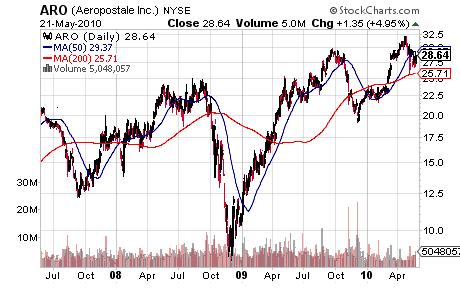 ARO (Aeropostale Inc.) NYSE
© StockCharts.com
21-May-2010 Close 28.64 Volume 5.0M Chg +1.35 (+4.95%)
ARO (Daily) 28.64
MA(50) 29.37
MA(200) 25.71
Volume 5,048,057
32.5
28.64
27.5
25.71
25.0
22.5
20.0
17.5
15.0
12.5
10.0
30M
20M
10M
5048057
Jul Oct 08 Apr Jul Oct 09 Apr Jul Oct 10 Apr